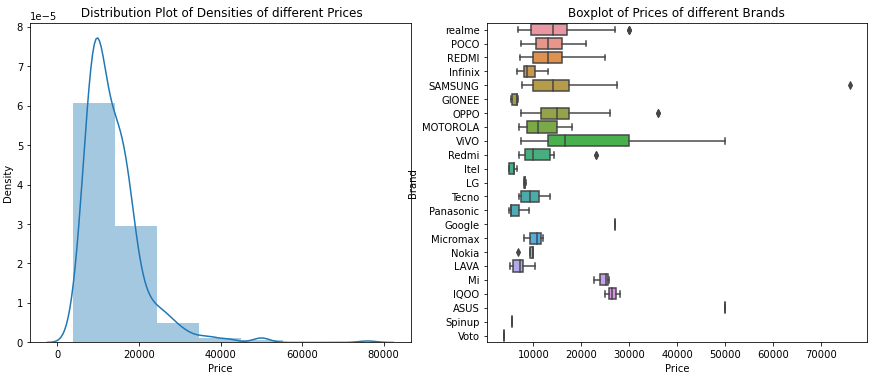 Distribution Plot of Densities of different Prices
1e−5
8
7
6
5
4
3
2
1
0
Density
0
20000
40000
60000
80000
Price
Boxplot of Prices of different Brands
realme
POCO
REDMI
Infinix
SAMSUNG
GIONEE
OPPO
MOTOROLA
ViVO
Redmi
Itel
LG
Tecno
Panasonic
Google
Micromax
Nokia
LAVA
Mi
IQOO
ASUS
Spinup
Voto
Brand
10000
20000
30000
40000
50000
60000
70000
Price